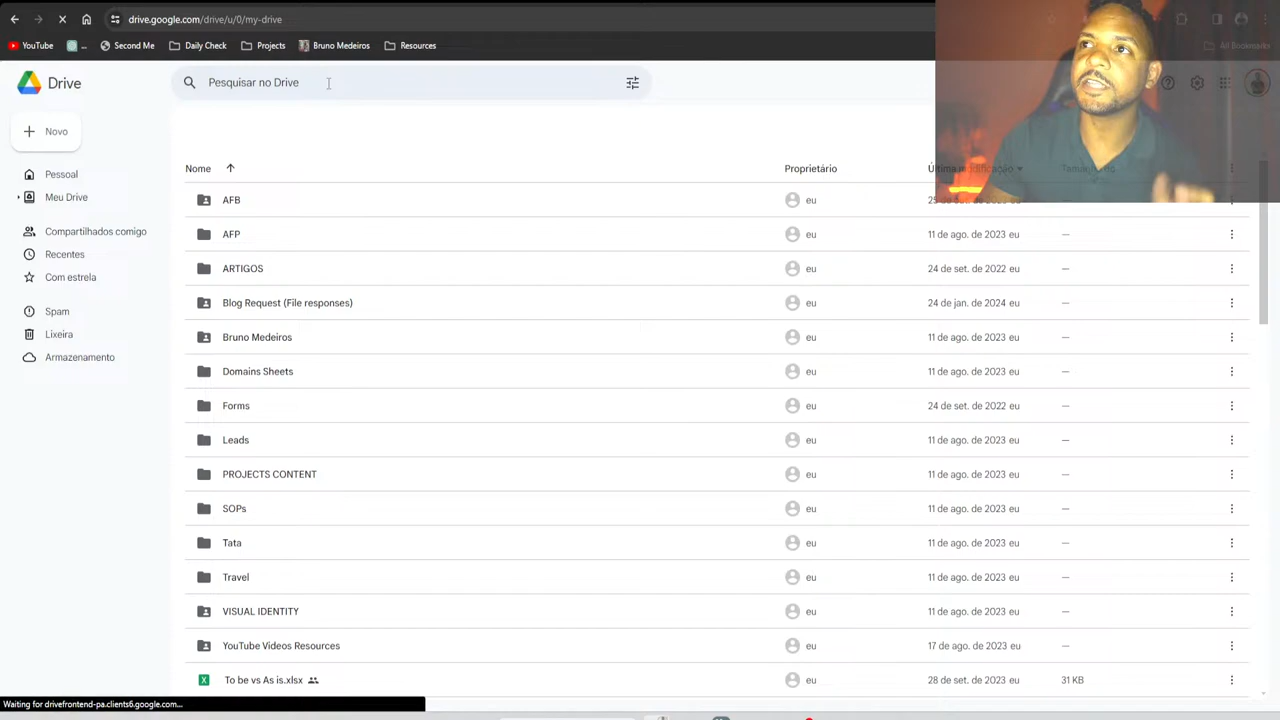 drive.google.com/drive/u/0/my-drive
YouTube ... Second Me Daily Check Projects Bruno Medeiros Resources All Bookmarks
Drive Pesquisar no Drive
Novo
Pessoal
Meu Drive
Compartilhados comigo
Recentes
Com estrela
Spam
Lixeira
Armazenamento
Nome Proprietário Última modificação
AFB eu
AFP eu 11 de ago. de 2023 eu —
ARTIGOS eu 24 de set. de 2022 eu —
Blog Request (File responses) eu 24 de jan. de 2024 eu —
Bruno Medeiros eu 11 de ago. de 2023 eu —
Domains Sheets eu 11 de ago. de 2023 eu —
Forms eu 24 de set. de 2022 eu —
Leads eu 11 de ago. de 2023 eu —
PROJECTS CONTENT eu 11 de ago. de 2023 eu —
SOPs eu 11 de ago. de 2023 eu —
Tata eu 11 de ago. de 2023 eu —
Travel eu 11 de ago. de 2023 eu —
VISUAL IDENTITY eu 11 de ago. de 2023 eu —
YouTube Videos Resources eu 17 de ago. de 2023 eu —
To be vs As is.xlsx eu 28 de set. de 2023 eu 31 KB
Waiting for drivefrontend-pa.clients6.google.com...